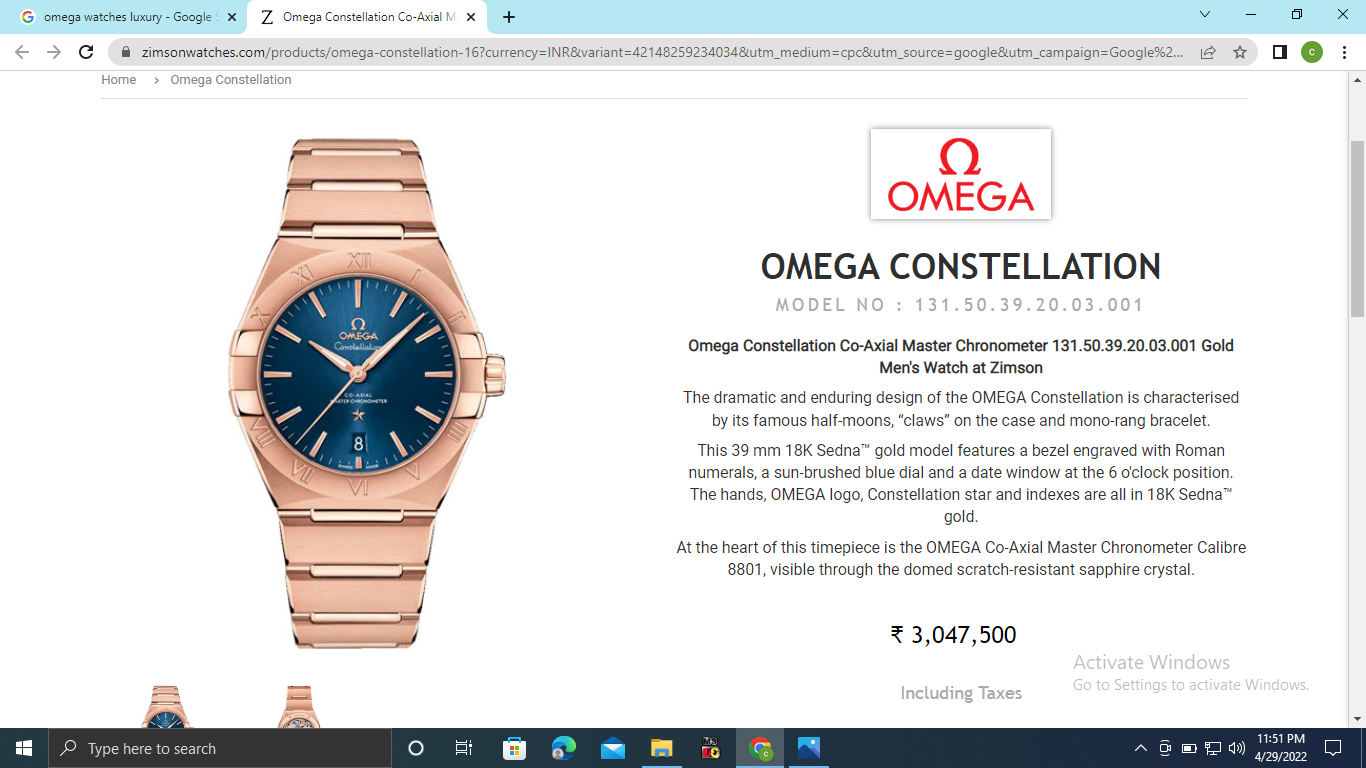 omega watches luxury - Google S
Omega Constellation Co-Axial M
zimsonwatches.com/products/omega-constellation-16?currency=INR&variant=42148259234034&utm_medium=cpc&utm_source=google&utm_campaign=Google%2...
c
Home > Omega Constellation
Ω
OMEGA
OMEGA CONSTELLATION
MODEL NO : 131.50.39.20.03.001
Omega Constellation Co-Axial Master Chronometer 131.50.39.20.03.001 Gold
Men's Watch at Zimson
The dramatic and enduring design of the OMEGA Constellation is characterised
by its famous half-moons, “claws” on the case and mono-rang bracelet.
This 39 mm 18K Sedna™ gold model features a bezel engraved with Roman
numerals, a sun-brushed blue dial and a date window at the 6 o'clock position.
The hands, OMEGA logo, Constellation star and indexes are all in 18K Sedna™
gold.
At the heart of this timepiece is the OMEGA Co-Axial Master Chronometer Calibre
8801, visible through the domed scratch-resistant sapphire crystal.
₹ 3,047,500
Including Taxes
XII
Ω
OMEGA
Constellation
CO-AXIAL
MASTER CHRONOMETER
8
VI
Activate Windows
Go to Settings to activate Windows.
Type here to search
11:51 PM
4/29/2022